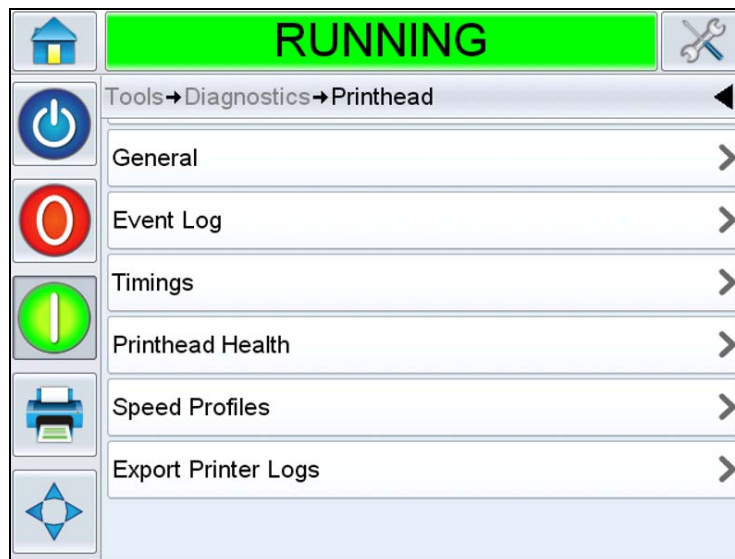 RUNNING
Tools→Diagnostics→Printhead
General
Event Log
Timings
Printhead Health
Speed Profiles
Export Printer Logs